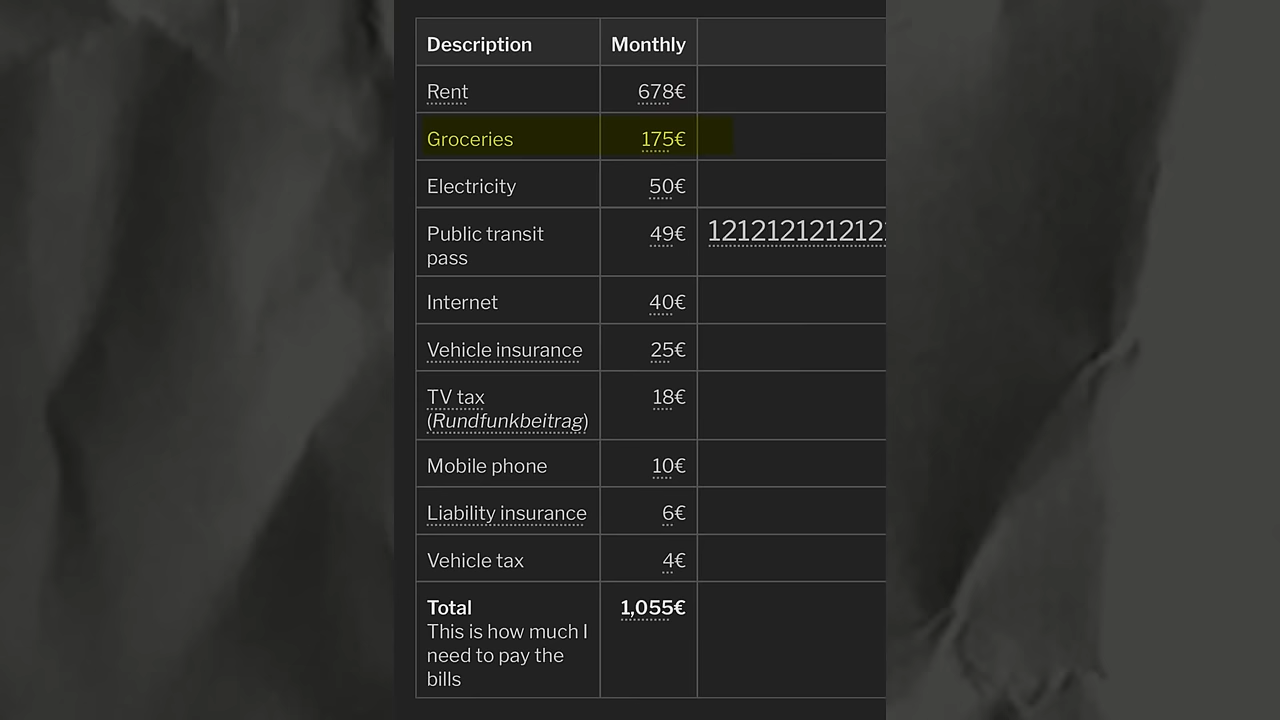 Description Monthly
Rent 678€
Groceries 175€
Electricity 50€
Public transit 49€ 121212121212
pass
Internet 40€
Vehicle insurance 25€
TV tax 18€
(Rundfunkbeitrag)
Mobile phone 10€
Liability insurance 6€
Vehicle tax 4€
Total 1,055€
This is how much I
need to pay the
bills